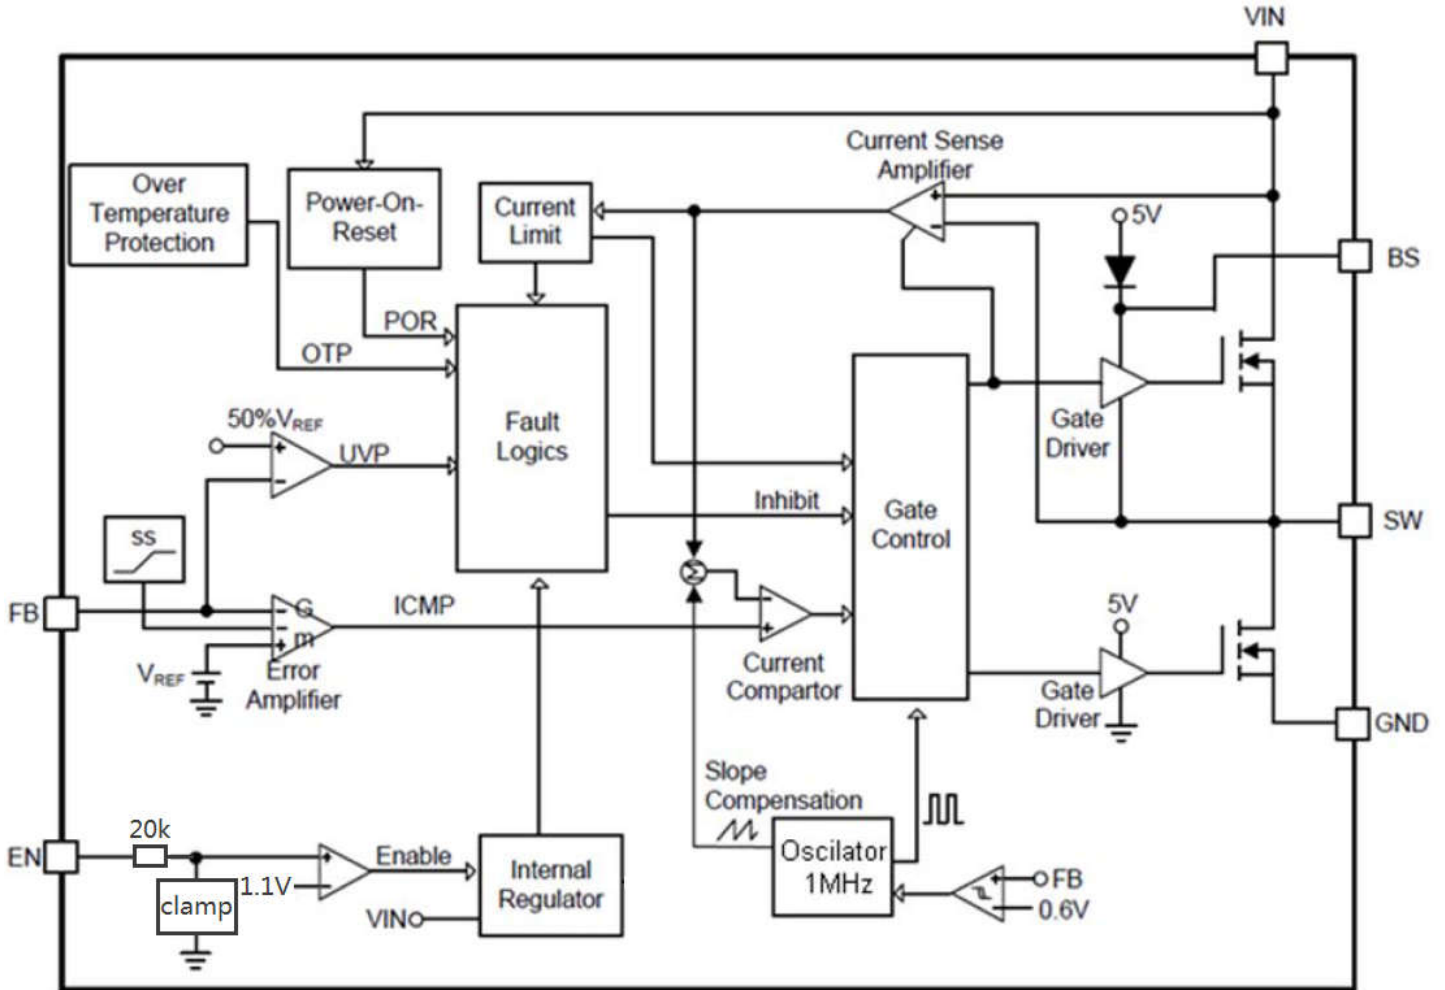 VIN
Current Sense
Amplifier
Over
Temperature
Protection
Power-On-
Reset
Current
Limit
5V
BS
POR
OTP
50%VREF
UVP
Fault
Logics
Gate
Driver
Inhibit
Gate
Control
SW
SS
FB
ICMP
G
m
VREF
Error
Amplifier
Current
Compartor
5V
Gate
Driver
GND
Slope
Compensation
20k
EN
Enable
1.1V
clamp
Internal
Regulator
VIN
Oscilator
1MHz
FB
0.6V
+
-
+
-
-
-
+
-
+
+
+
Σ